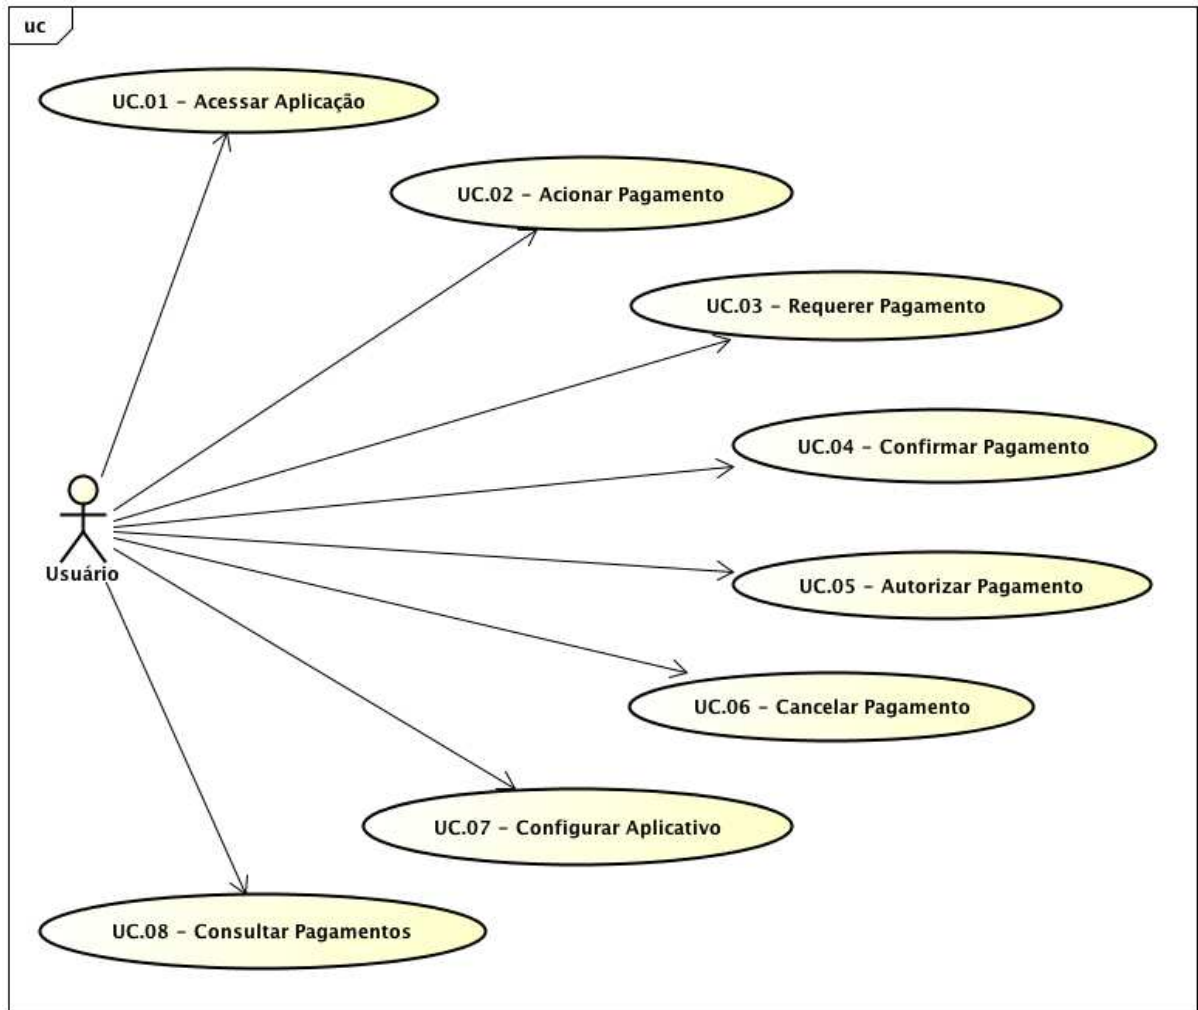 uc
UC.01 - Acessar Aplicação
UC.02 - Acionar Pagamento
UC.03 - Requerer Pagamento
UC.04 - Confirmar Pagamento
Usuário
UC.05 - Autorizar Pagamento
UC.06 - Cancelar Pagamento
UC.07 - Configurar Aplicativo
UC.08 - Consultar Pagamentos